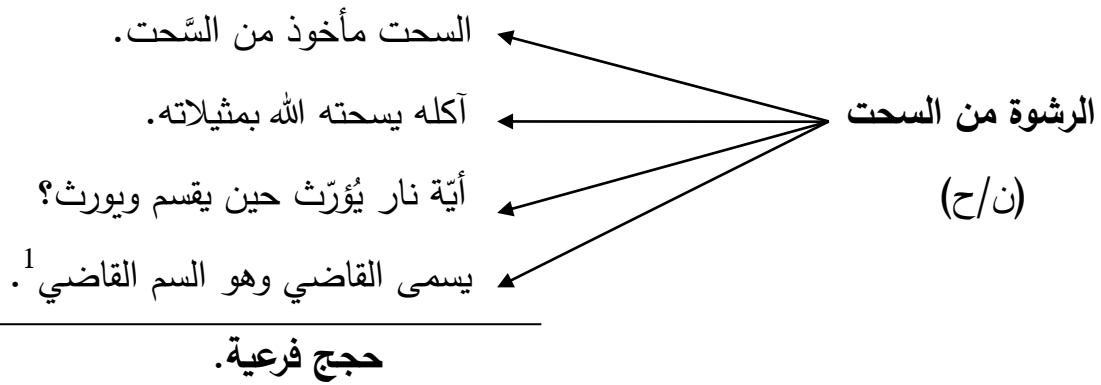 السحت مأخوذ من السَّحت.
الرشوة من السحت
آكله يسحته الله بمثيلاته.
(ن/ح)
أيّة نار يُؤرّث حين يقسم ويورث؟
يسمى القاضي وهو السم القاضي1.
حجج فرعية.